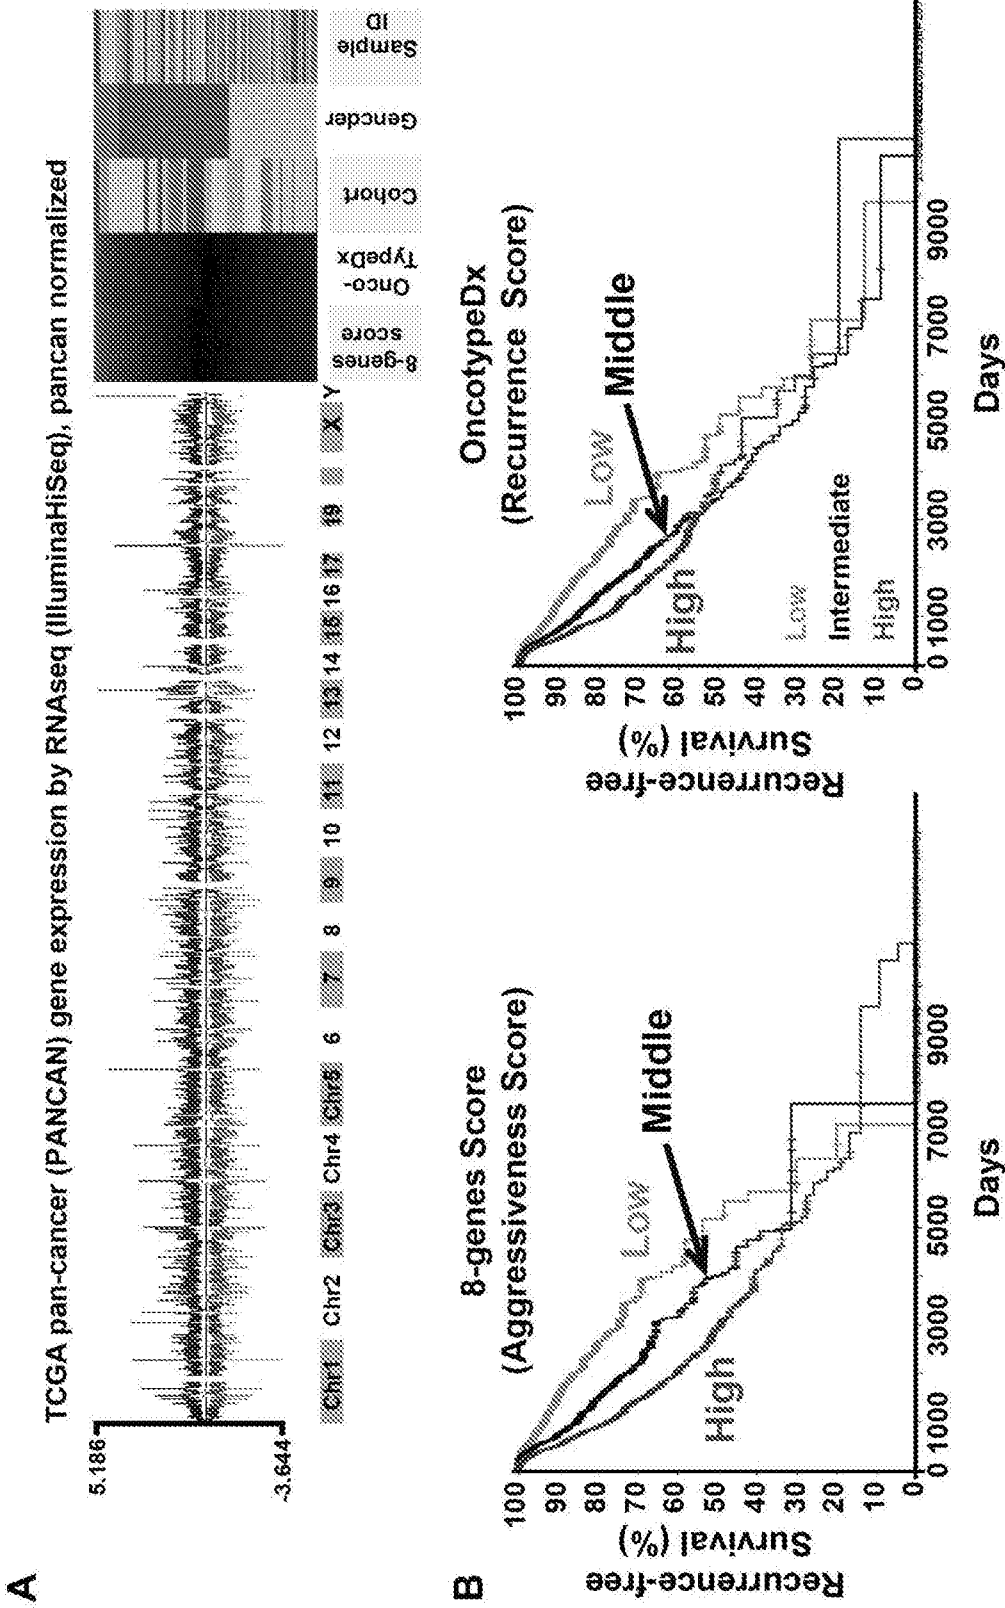 A
TCGA pan-cancer (PANCAN) gene expression by RNAseq (IlluminaHiSeq), pancan normalized
5.186
-3.644
Chr1 Chr2 Chr3 Chr4 Chr5 6 7 8 9 10 11 12 13 14 15 16 17 19 X Y
8-genes
score
Onco-
TypeDx
Cohort
Gencder
Sample
ID
B
8-genes Score
(Aggressiveness Score)
Recurrence-free
Survival (%)
100
90
80
70
60
50
40
30
20
10
0
Low
Middle
High
0 1000 3000 5000 7000 9000
Days
OncotypeDx
(Recurrence Score)
Recurrence-free
Survival (%)
100
90
80
70
60
50
40
30
20
10
0
Low
Middle
High
Low
Intermediate
High
0 1000 3000 5000 7000 9000
Days